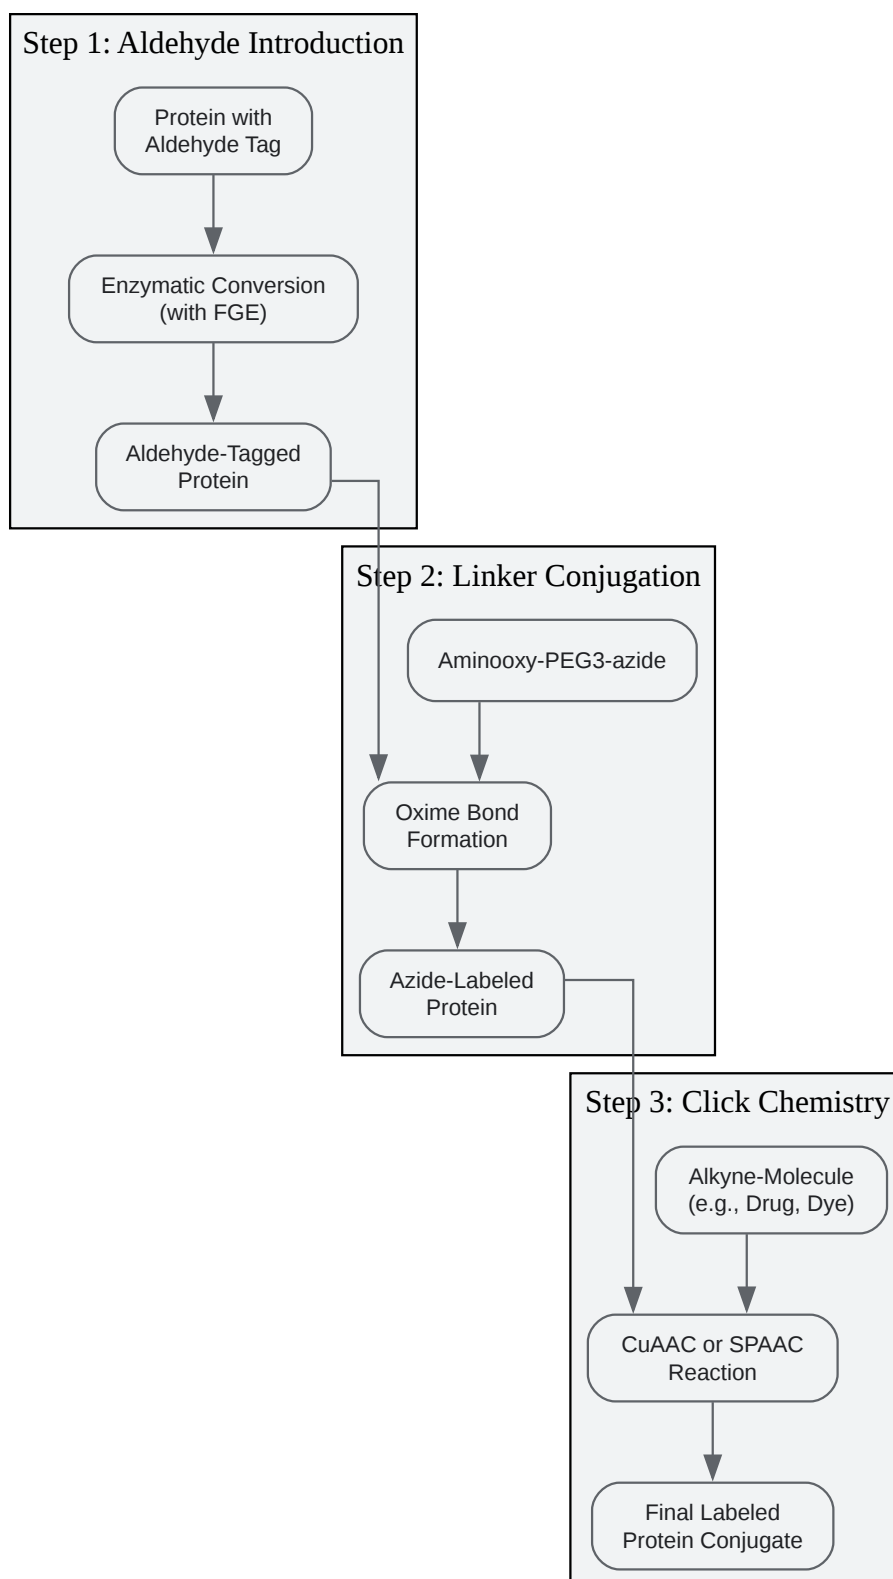 Step 1: Aldehyde Introduction
Protein with
Aldehyde Tag
Enzymatic Conversion
(with FGE)
Aldehyde-Tagged
Protein
Step 2: Linker Conjugation
Aminooxy-PEG3-azide
Oxime Bond
Formation
Azide-Labeled
Protein
Step 3: Click Chemistry
Alkyne-Molecule
(e.g., Drug, Dye)
CuAAC or SPAAC
Reaction
Final Labeled
Protein Conjugate